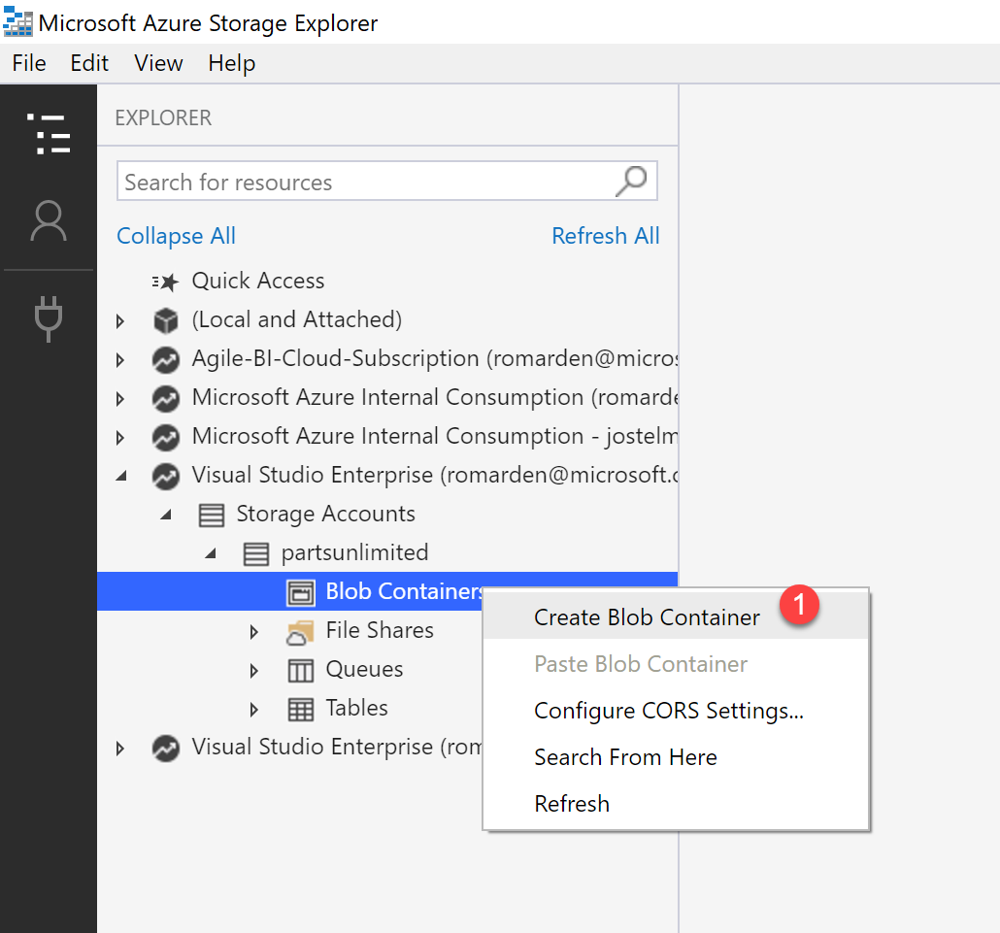 Microsoft Azure Storage Explorer
File Edit View Help
EXPLORER
Search for resources
Collapse All Refresh All
Quick Access
(Local and Attached)
Agile-BI-Cloud-Subscription (romarden@micros
Microsoft Azure Internal Consumption (romarde
Microsoft Azure Internal Consumption - jostelm
Visual Studio Enterprise (romarden@microsoft.c
Storage Accounts
partsunlimited
Blob Containers
File Shares
Queues
Tables
Visual Studio Enterprise (rom
Create Blob Container 1
Paste Blob Container
Configure CORS Settings...
Search From Here
Refresh